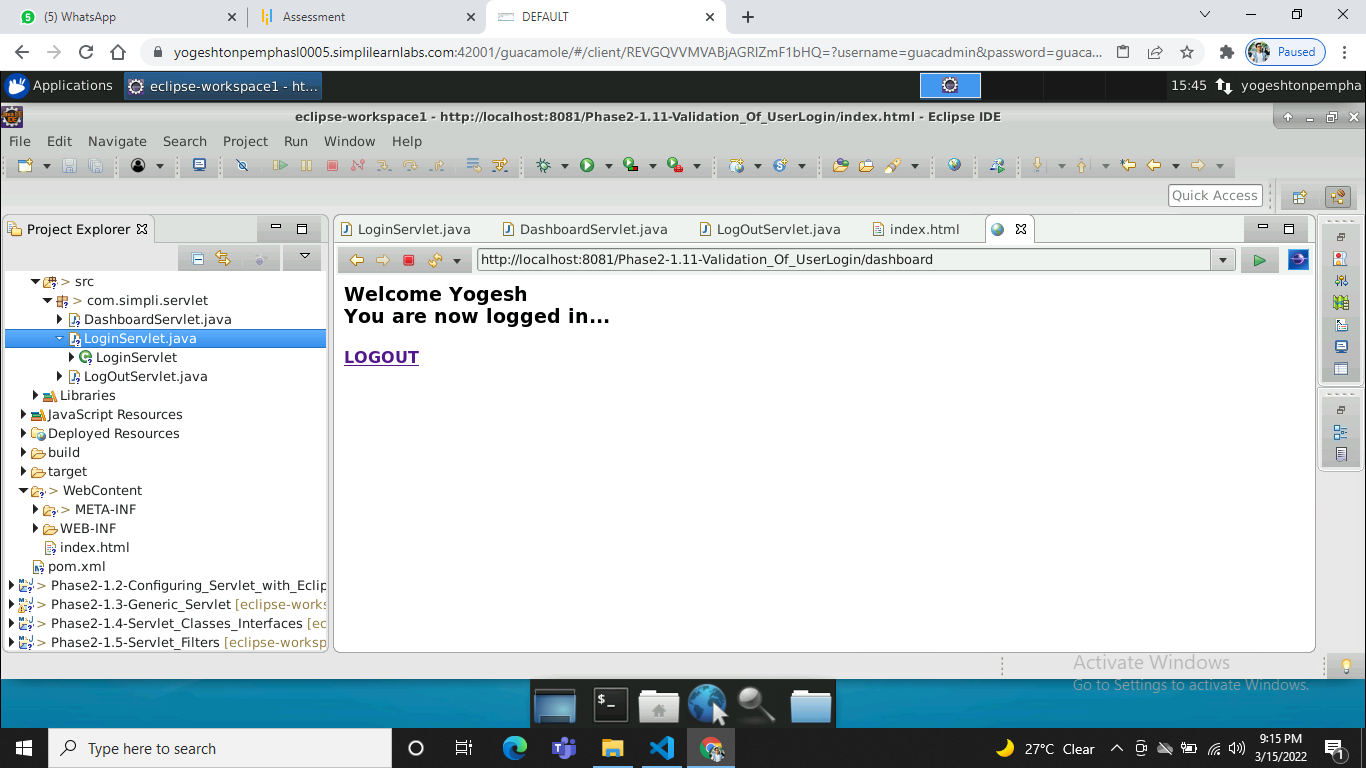 (5) WhatsApp
Assessment
DEFAULT
yogeshtonpemphasl0005.simplilearnlabs.com:42001/guacamole/#/client/REVGQVVMVABjAGRIZmF1bHQ=?username=guacadmin&password=guaca...
Paused
Applications
eclipse-workspace1 - ht...
15:45
yogeshtonpempha
eclipse-workspace1 - http://localhost:8081/Phase2-1.11-Validation_Of_UserLogin/index.html - Eclipse IDE
File Edit Navigate Search Project Run Window Help
Quick Access
Project Explorer
LoginServlet.java
DashboardServlet.java
LogOutServlet.java
index.html
http://localhost:8081/Phase2-1.11-Validation_Of_UserLogin/dashboard
> src
> com.simpli.servlet
DashboardServlet.java
LoginServlet.java
LoginServlet
LogOutServlet.java
Libraries
JavaScript Resources
Deployed Resources
build
target
> WebContent
> META-INF
WEB-INF
index.html
pom.xml
> Phase2-1.2-Configuring_Servlet_with_Eclip
> Phase2-1.3-Generic_Servlet [eclipse-works
> Phase2-1.4-Servlet_Classes_Interfaces [ec
> Phase2-1.5-Servlet_Filters [eclipse-worksp
Welcome Yogesh
You are now logged in...
LOGOUT
Activate Windows
Go to Settings to activate Windows.
Type here to search
27°C Clear
9:15 PM
3/15/2022
1